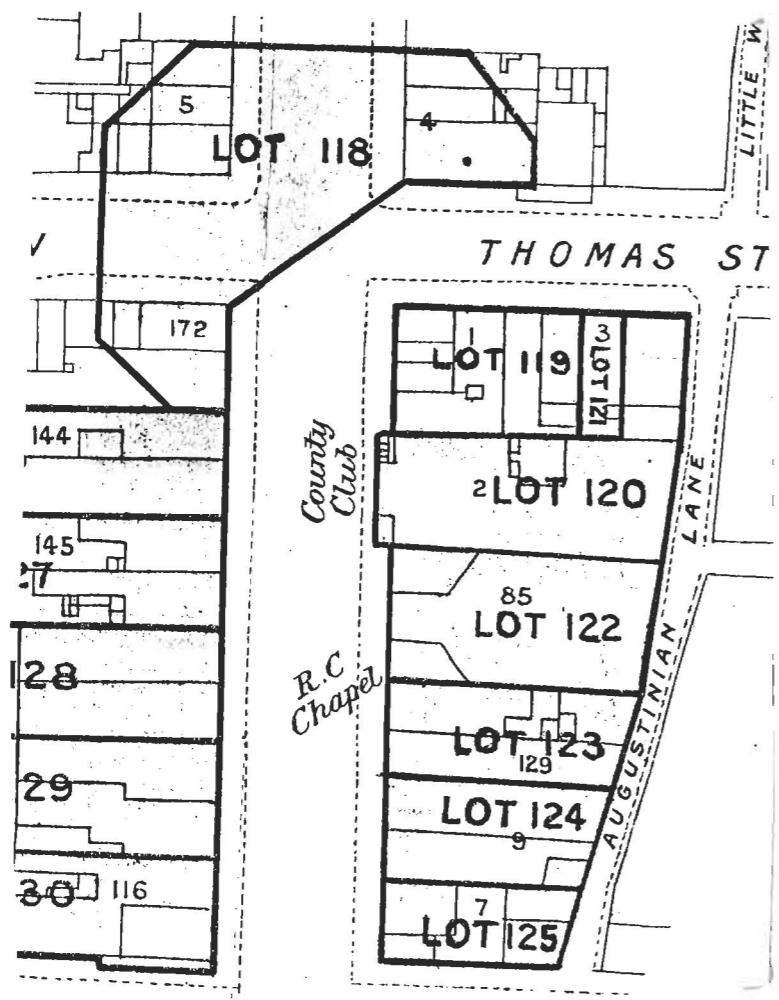 LITTLE W
5
4
LOT 118
THOMAS ST
172
1
LOT 119
3
LOT 121
144
County
Club
2 LOT 120
LANE
145
27
85
LOT 122
128
R.C
Chapel
AUGUSTINIAN
LOT 123
129
29
LOT 124
9
30
116
7
LOT 125